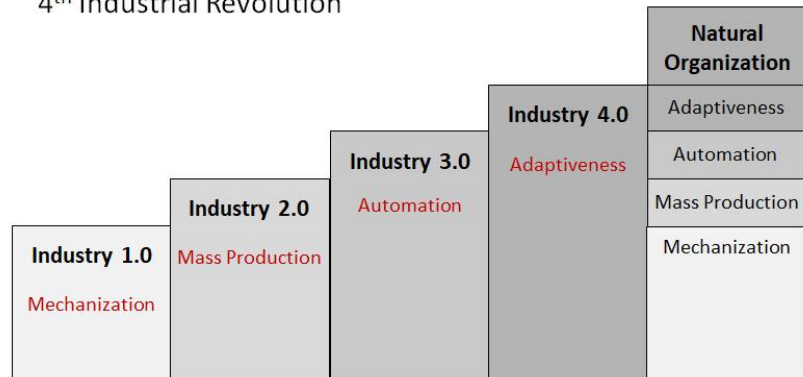 4th Industrial Revolution
Natural
Organization
Industry 4.0
Adaptiveness
Adaptiveness
Industry 3.0
Automation
Automation
Industry 2.0
Mass Production
Mass Production
Industry 1.0
Mechanization
Mechanization